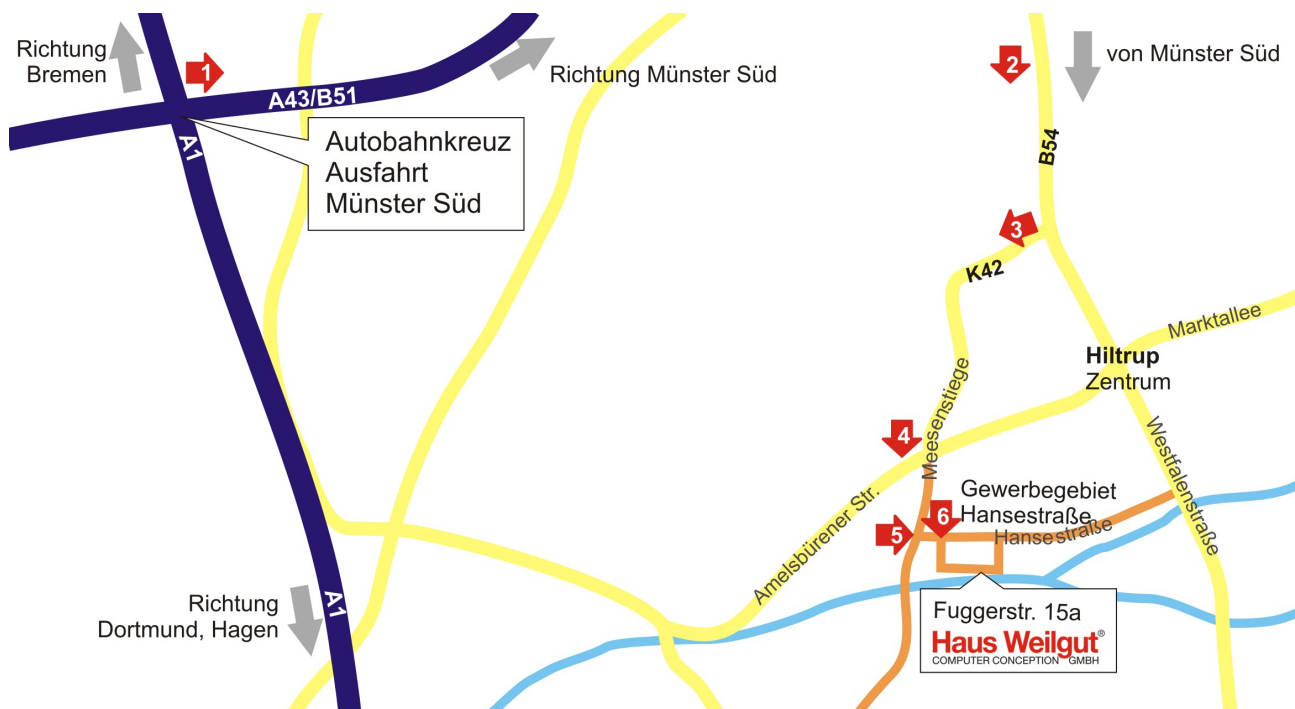 Richtung
Bremen
1
A43/B51
Richtung Münster Süd
A1
Autobahnkreuz
Ausfahrt
Münster Süd
2
von Münster Süd
B54
3
K42
Marktallee
Hiltrup
Zentrum
Meesenstiege
4
Amelsbürener Str.
Westfalenstraße
Gewerbegebiet
Hansestraße
6
5
Hansestraße
Richtung
Dortmund, Hagen
A1
Fuggerstr. 15a
Haus Weilgut®
COMPUTER CONCEPTION GMBH